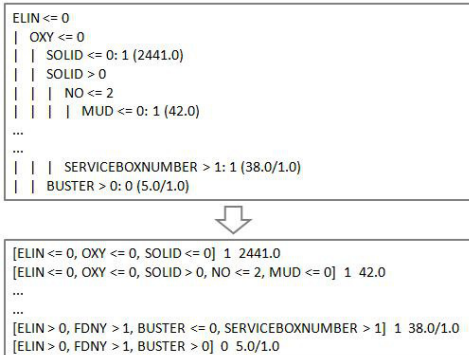 ELIN <= 0
| OXY <= 0
| | SOLID <= 0: 1 (2441.0)
| | SOLID > 0
| | | NO <= 2
| | | | MUD <= 0: 1 (42.0)
...
...
| | | SERVICEBOXNUMBER > 1: 1 (38.0/1.0)
| | BUSTER > 0: 0 (5.0/1.0)
[ELIN <= 0, OXY <= 0, SOLID <= 0] 1 2441.0
[ELIN <= 0, OXY <= 0, SOLID > 0, NO <= 2, MUD <= 0] 1 42.0
...
...
[ELIN > 0, FDNY > 1, BUSTER <= 0, SERVICEBOXNUMBER > 1] 1 38.0/1.0
[ELIN > 0, FDNY > 1, BUSTER > 0] 0 5.0/1.0